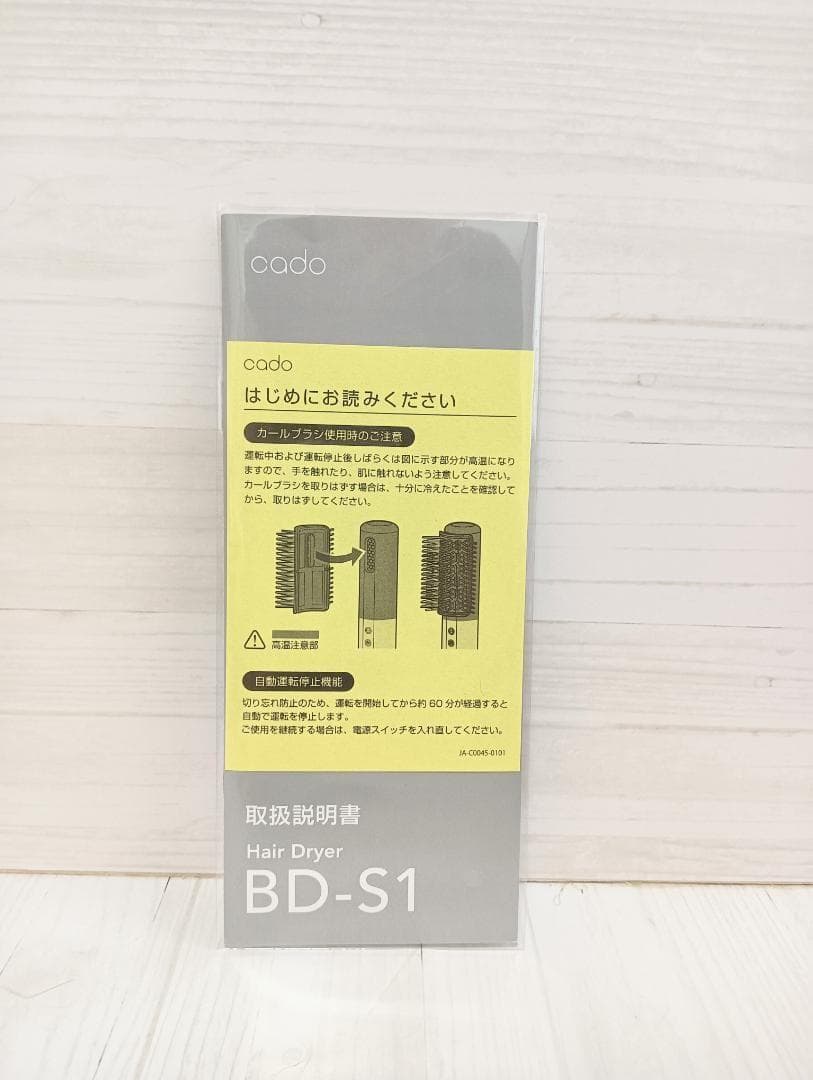 cado
cado
はじめにお読みください
カールブラシ使用時のご注意
運転中および運転停止後しばらくは図に示す部分が高温になり
ますので、手を触れたり、肌に触れないよう注意してください。
カールブラシを取りはずす場合は、十分に冷えたことを確認して
から、取りはずしてください。
高温注意部
自動運転停止機能
切り忘れ防止のため、運転を開始してから約 60 分が経過すると
自動で運転を停止します。
ご使用を継続する場合は、電源スイッチを入れ直してください。
JA-C0045-0101
取扱説明書
Hair Dryer
BD-S1